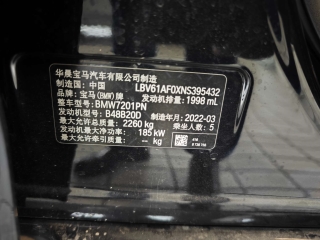 华晨宝马汽车有限公司制造
制造国: 中国 LBV61AF0XNS395432
品牌: 宝马(BMW)牌 发动机排量: 1998 mL
整车型号: BMW7201PN
发动机型号: B48B20D 制造年月: 2022-03
最大允许总质量: 2260 kg 乘坐人数: 5
发动机最大净功率: 185 kW
最大允许牵引质量: -- kg